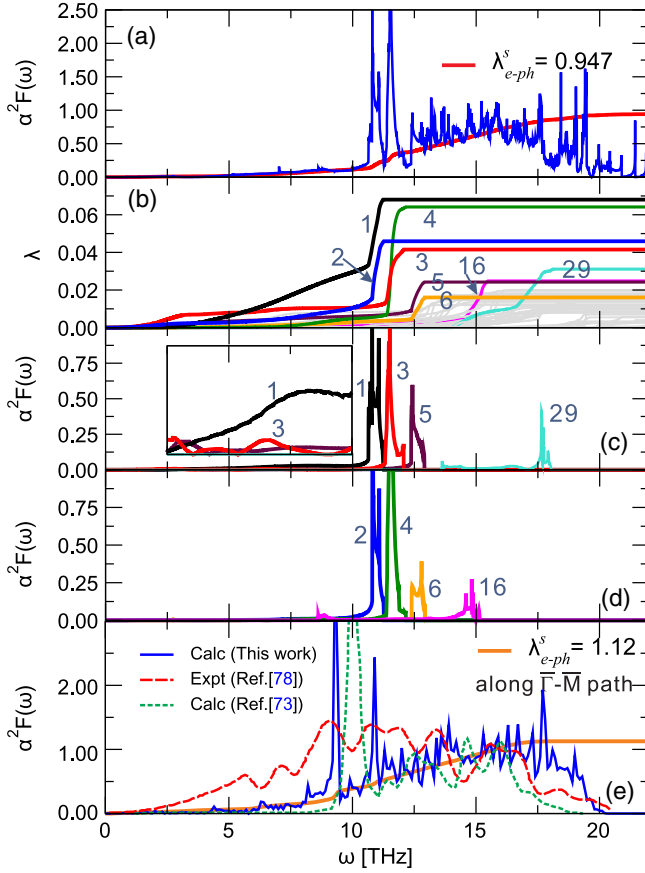 (a)
2.50
2.00
1.50
1.00
0.50
0.00
α²F(ω)
λˢₑ₋ₚₕ = 0.947
(b)
0.06
0.04
0.02
0.00
λ
1
2
4
3
16
5
6
29
α²F(ω)
0.75
0.50
0.25
0.00
1
3
1
3
5
29
(c)
α²F(ω)
0.75
0.50
0.25
0.00
2
4
6
16
(d)
α²F(ω)
2.00
1.00
0.00
Calc (This work)
Expt (Ref.[78])
Calc (Ref.[73])
λˢₑ₋ₚₕ = 1.12
along Γ̅-M̅ path
(e)
0
5
10
15
20
ω [THz]